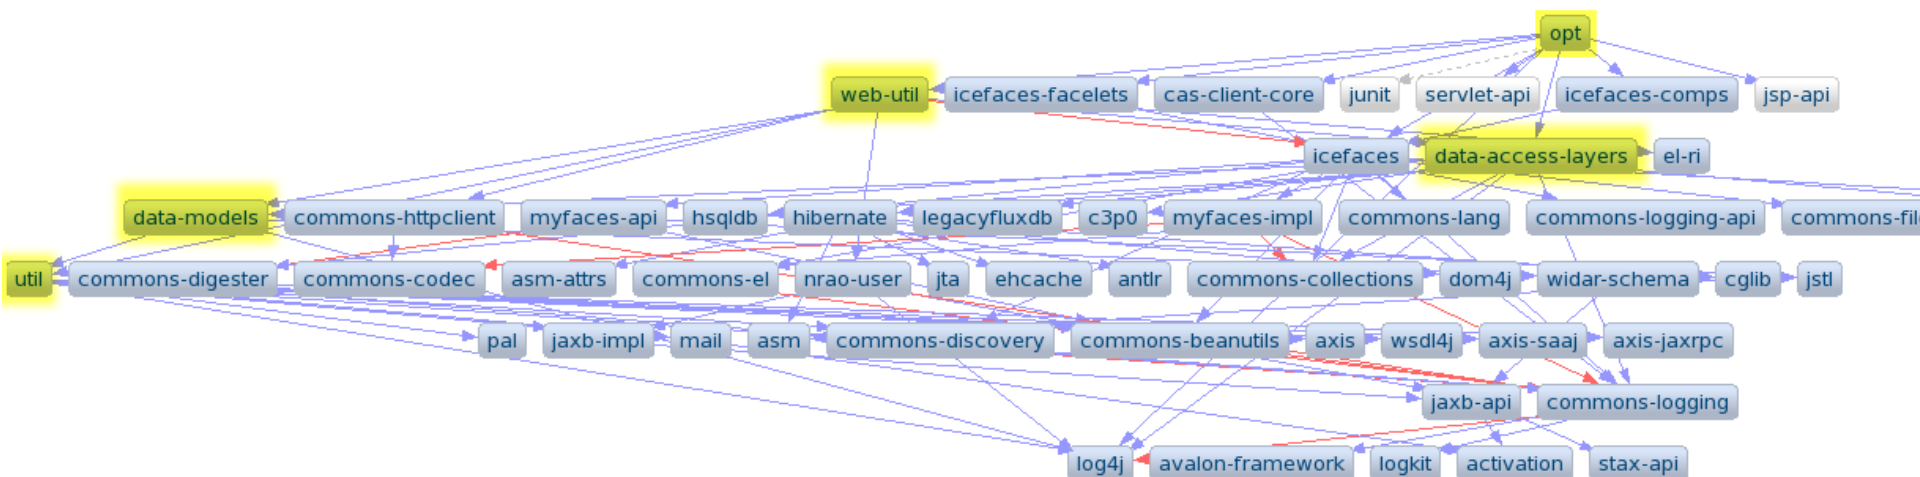 opt
web-util icefaces-facelets cas-client-core junit servlet-api icefaces-comps jsp-api
icefaces data-access-layers el-ri
data-models commons-httpclient myfaces-api hsqldb hibernate legacyfluxdb c3p0 myfaces-impl commons-lang commons-logging-api commons-fil
util commons-digester commons-codec asm-attrs commons-el nrao-user jta ehcache antlr commons-collections dom4j widar-schema cglib jstl
pal jaxb-impl mail asm commons-discovery commons-beanutils axis wsdl4j axis-saaj axis-jaxrpc
jaxb-api commons-logging
log4j avalon-framework logkit activation stax-api